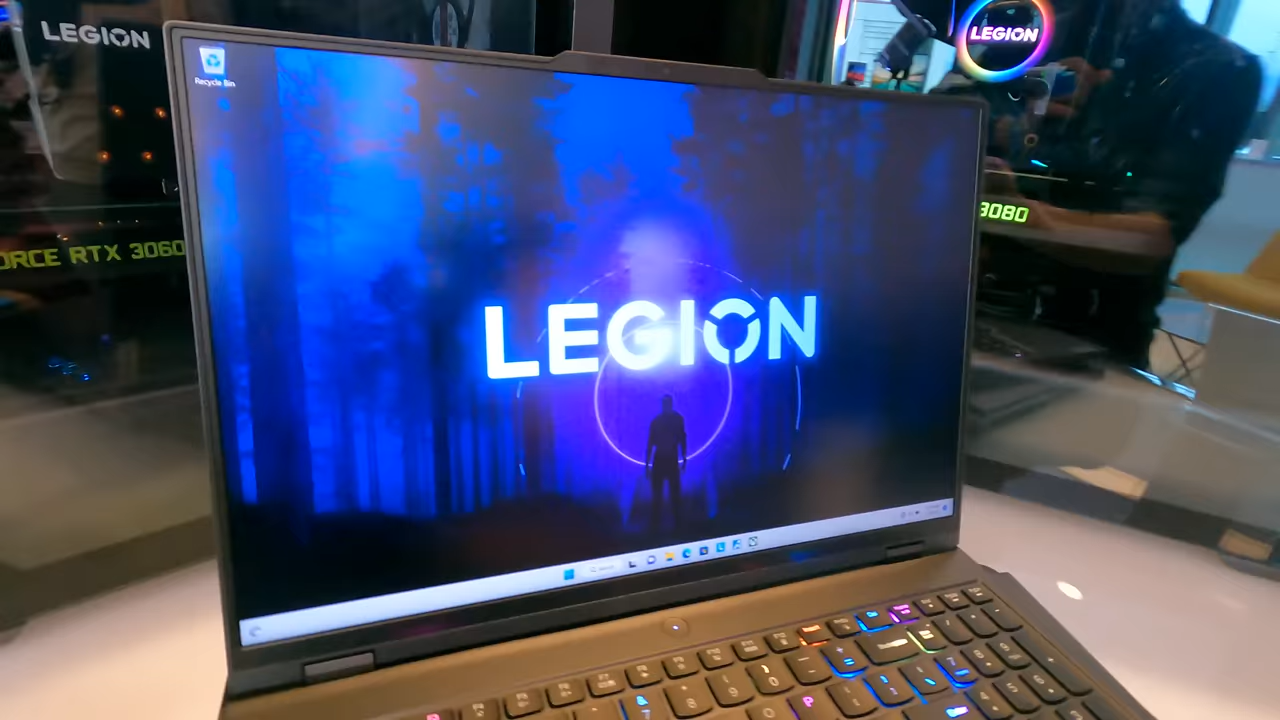 LEGION
LEGION
Recycle Bin
ORCE RTX 3060
3080
LEGION